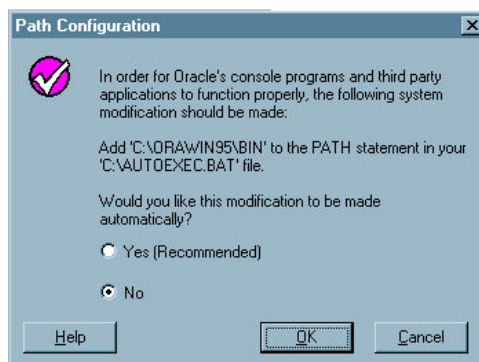 Path Configuration
In order for Oracle's console programs and third party
applications to function properly, the following system
modification should be made:
Add 'C:\ORAWIN95\BIN' to the PATH statement in your
'C:\AUTOEXEC.BAT' file.
Would you like this modification to be made
automatically?
Yes (Recommended)
No
Help OK Cancel